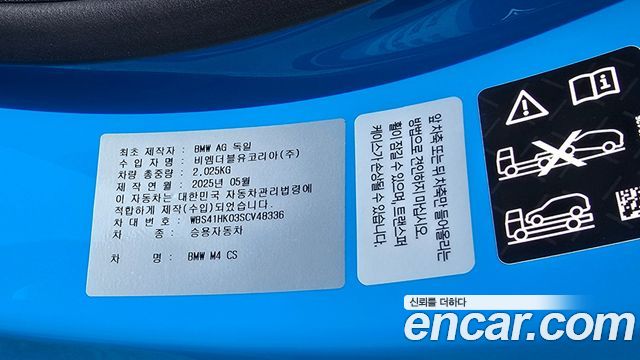 최초 제작자 : BMW AG 독일
수 입 자 명 : 비엠더블유코리아(주)
차량 총중량 : 2,025KG
제 작 연 월 : 2025년 05월
이 자동차는 대한민국 자동차관리법령에
적합하게 제작(수입)되었습니다.
차 대 번 호 : WBS41HK03SCV48336
차 종 : 승용자동차
차 명 : BMW M4 CS
앞 차축 또는 뒤 차축만 들어올리는
방법으로 견인하지 마십시오.
휠이 잠길 수 있으며 트랜스퍼
케이스가 손상될 수 있습니다.
신뢰를 더하다
encar.com